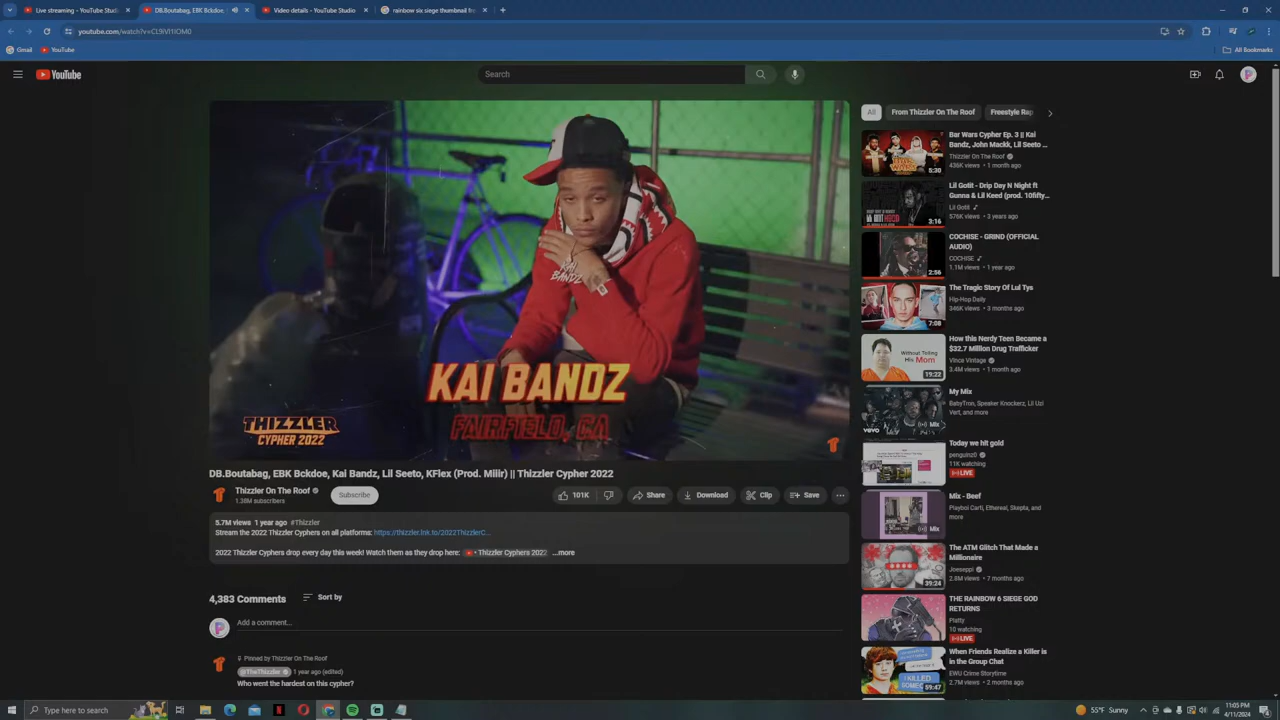 Live streaming - YouTube Studio
DB.Boutabag, EBK Bckdoe,
Video details - YouTube Studio
rainbow six siege thumbnail fre
youtube.com/watch?v=CL9lVl1IOM0
Gmail
YouTube
All Bookmarks
YouTube
Search
KAI BANDZ
KAI BANDZ
FAIRFIELD, CA
THIZZLER
CYPHER 2022
DB.Boutabag, EBK Bckdoe, Kai Bandz, Lil Seeto, KFlex (Prod. Milir) || Thizzler Cypher 2022
Thizzler On The Roof
1.38M subscribers
Subscribe
101K
Share
Download
Clip
Save
5.7M views 1 year ago #Thizzler
Stream the 2022 Thizzler Cyphers on all platforms: https://thizzler.lnk.to/2022ThizzlerC...
2022 Thizzler Cyphers drop every day this week! Watch them as they drop here: • Thizzler Cyphers 2022 ...more
4,383 Comments
Sort by
Add a comment...
Pinned by Thizzler On The Roof
@TheThizzler 1 year ago (edited)
Who went the hardest on this cypher?
All
From Thizzler On The Roof
Freestyle Rap
5:30
Bar Wars Cypher Ep. 3 || Kai
Bandz, John Mackk, Lil Seeto ...
Thizzler On The Roof
436K views • 1 month ago
3:16
Lil Gotit - Drip Day N Night ft
Gunna & Lil Keed (prod. 10fifty...
Lil Gotit
576K views • 3 years ago
2:56
COCHISE - GRIND (OFFICIAL
AUDIO)
COCHISE
1.1M views • 1 year ago
7:08
The Tragic Story Of Lul Tys
Hip-Hop Daily
346K views • 3 months ago
Without Telling
His Mom
19:22
How this Nerdy Teen Became a
$32.7 Million Drug Trafficker
Vince Vintage
3.4M views • 1 month ago
vevo
Mix
My Mix
BabyTron, Speaker Knockerz, Lil Uzi
Vert, and more
Today we hit gold
penguinz0
11K watching
LIVE
Mix
Mix - Beef
Playboi Carti, Ethereal, Skepta, and
more
39:24
The ATM Glitch That Made a
Millionaire
Joeseppi
2.8M views • 7 months ago
THE RAINBOW 6 SIEGE GOD
RETURNS
Platty
10 watching
LIVE
I KILLED
59:47
When Friends Realize a Killer is
in the Group Chat
EWU Crime Storytime
2.7M views • 2 months ago
Type here to search
55°F Sunny
11:05 PM
4/11/2024